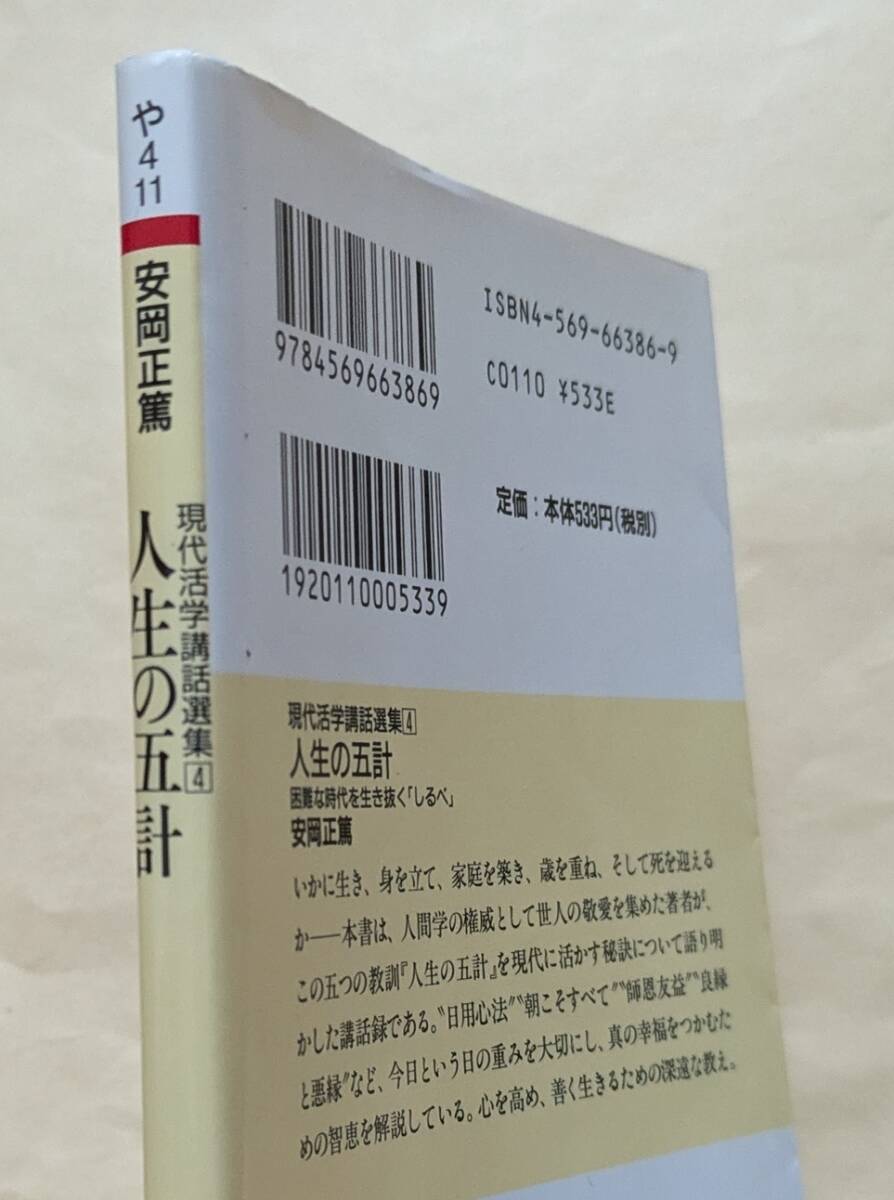 や
4
11
安岡正篤
現代活学講話選集4
人生の五計
9784569663869
ISBN4-569-66386-9
C0110 ¥533E
1920110005339
定価：本体533円(税別)
現代活学講話選集4
人生の五計
困難な時代を生き抜く「しるべ」
安岡正篤
いかに生き、身を立て、家庭を築き、歳を重ね、そして死を迎える
か――本書は、人間学の権威として世人の敬愛を集めた著者が、
この五つの教訓『人生の五計』を現代に活かす秘訣について語り明
かした講話録である。〝日用心法〟〝朝こそすべて〟〝師恩友益〟〝良縁
と悪縁〟など、今日という日の重みを大切にし、真の幸福をつかむた
めの智恵を解説している。心を高め、善く生きるための深遠な教え。